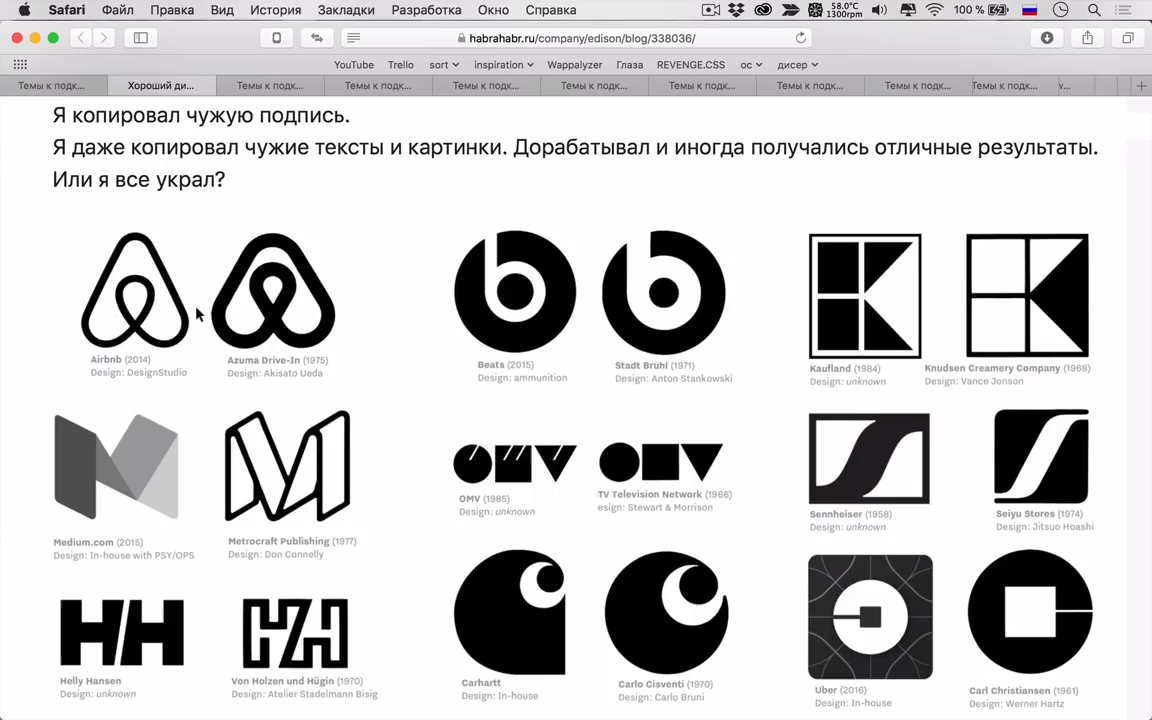 Safari Файл Правка Вид История Закладки Разработка Окно Справка 58.0°C 1300rpm 100 %
habrahabr.ru/company/edison/blog/338036/
YouTube Trello sort inspiration Wappalyzer Глаза REVENGE.CSS ос дисер
Темы к подк... Хороший ди... Темы к подк... Темы к подк... Темы к подк... Темы к подк... Темы к подк... Темы к подк... Темы к подк... Темы к подк...
Я копировал чужую подпись.
Я даже копировал чужие тексты и картинки. Дорабатывал и иногда получались отличные результаты.
Или я все украл?
Airbnb (2014)
Design: DesignStudio
Azuma Drive-In (1975)
Design: Akisato Ueda
Beats (2015)
Design: ammunition
Stadt Brühl (1971)
Design: Anton Stankowski
Kaufland (1984)
Design: unknown
Knudsen Creamery Company (1968)
Design: Vance Jonson
OMV
Medium.com (2015)
Design: In-house with PSY/OPS
Metrocraft Publishing (1977)
Design: Don Connelly
OMV (1985)
Design: unknown
TV Television Network (1966)
esign: Stewart & Morrison
Sennheiser (1958)
Design: unknown
Seiyu Stores (1974)
Design: Jitsuo Hoashi
HH
Helly Hansen
Design: unknown
Von Holzen und Hügin (1970)
Design: Atelier Stadelmann Bisig
Carhartt
Design: In-house
Carlo Cisventi (1970)
Design: Carlo Bruni
Uber (2016)
Design: In-house
Carl Christiansen (1961)
Design: Werner Hartz